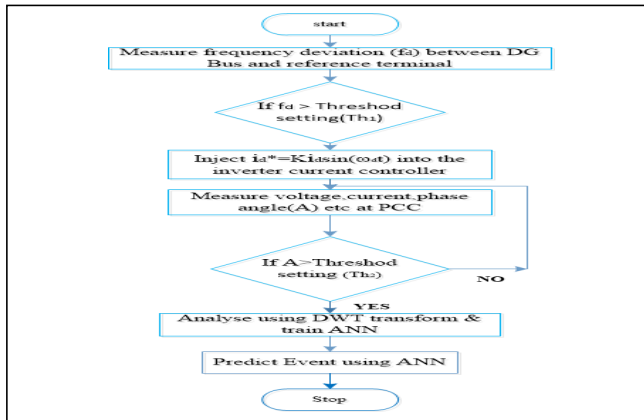 start
Measure frequency deviation (fd) between DG
Bus and reference terminal
If fd > Threshod
setting(Th1)
Inject id*=Kidsin(ωdt) into the
inverter current controller
Measure voltage,current,phase
angle(A) etc at PCC
If A>Threshod
setting (Th2)
NO
YES
Analyse using DWT transform &
train ANN
Predict Event using ANN
Stop